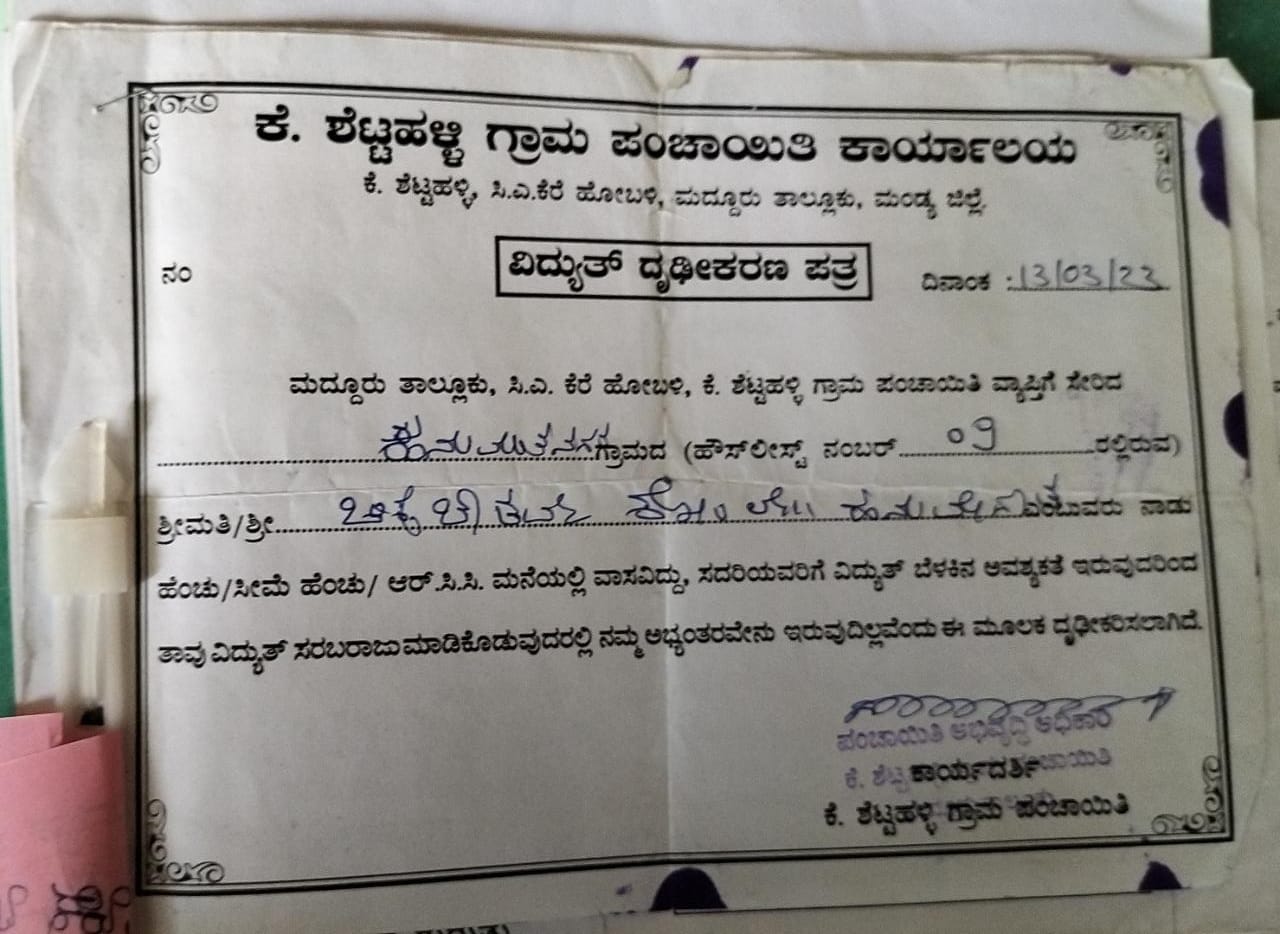 ಕೆ. ಶೆಟ್ಟಹಳ್ಳಿ ಗ್ರಾಮ ಪಂಚಾಯಿತಿ ಕಾರ್ಯಾಲಯ
ಕೆ. ಶೆಟ್ಟಹಳ್ಳಿ, ಸಿ.ಎ.ಕೆರೆ ಹೋಬಳಿ, ಮದ್ದೂರು ತಾಲ್ಲೂಕು, ಮಂಡ್ಯ ಜಿಲ್ಲೆ.
ನಂ ವಿದ್ಯುತ್ ದೃಢೀಕರಣ ಪತ್ರ ದಿನಾಂಕ : 13/03/23
ಮದ್ದೂರು ತಾಲ್ಲೂಕು, ಸಿ.ಎ. ಕೆರೆ ಹೋಬಳಿ, ಕೆ. ಶೆಟ್ಟಹಳ್ಳಿ ಗ್ರಾಮ ಪಂಚಾಯಿತಿ ವ್ಯಾಪ್ತಿಗೆ ಸೇರಿದ
ಗ್ರಾಮದ (ಹೌಸ್‌ಲೀಸ್ಟ್ ನಂಬರ್ 09 ರಲ್ಲಿರುವ)
ಶ್ರೀಮತಿ/ಶ್ರೀ ಎಂಬುವರು ನಾಡು
ಹೆಂಚು/ಸೀಮೆ ಹೆಂಚು/ ಆರ್.ಸಿ.ಸಿ. ಮನೆಯಲ್ಲಿ ವಾಸವಿದ್ದು, ಸದರಿಯವರಿಗೆ ವಿದ್ಯುತ್ ಬೆಳಕಿನ ಅವಶ್ಯಕತೆ ಇರುವುದರಿಂದ
ತಾವು ವಿದ್ಯುತ್ ಸರಬರಾಜು ಮಾಡಿಕೊಡುವುದರಲ್ಲಿ ನಮ್ಮ ಅಭ್ಯಂತರವೇನು ಇರುವುದಿಲ್ಲವೆಂದು ಈ ಮೂಲಕ ದೃಢೀಕರಿಸಲಾಗಿದೆ.
ಪಂಚಾಯಿತಿ ಅಭಿವೃದ್ಧಿ ಅಧಿಕಾರಿ
ಕಾರ್ಯದರ್ಶಿ
ಕೆ. ಶೆಟ್ಟಹಳ್ಳಿ ಗ್ರಾಮ ಪಂಚಾಯಿತಿ